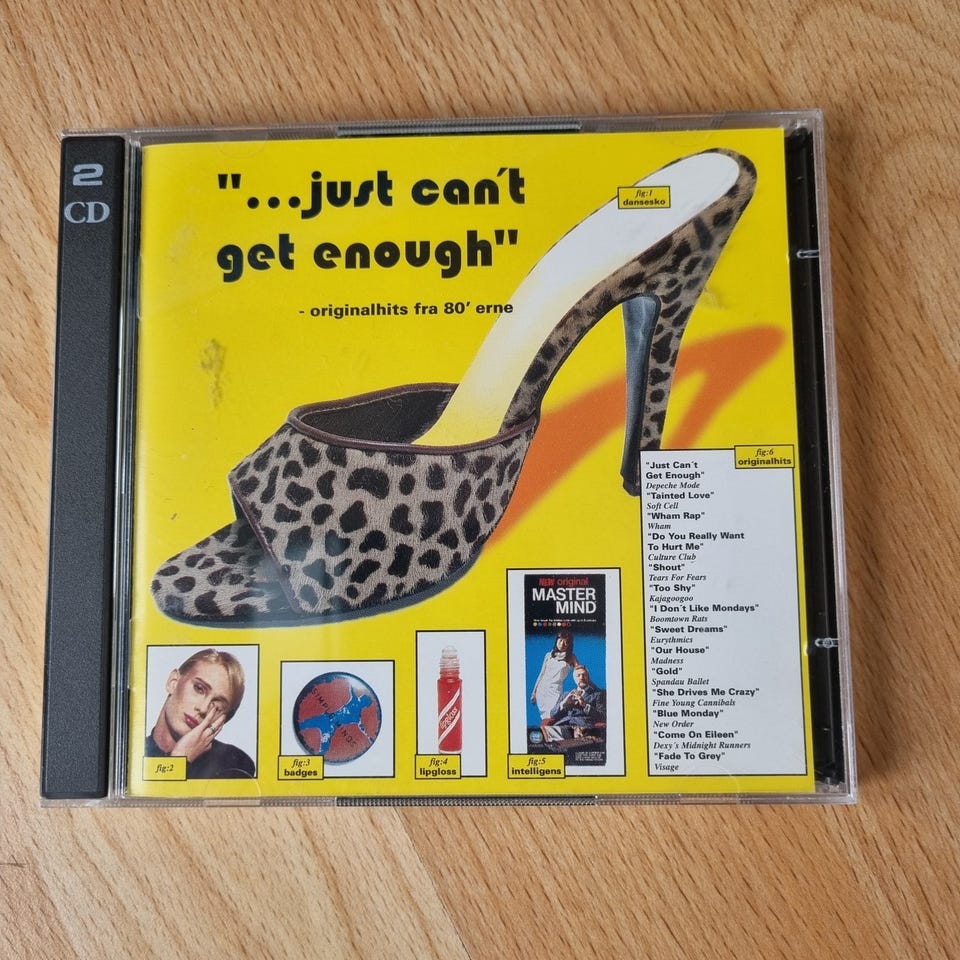 2
CD
"...just can´t
get enough"
- originalhits fra 80' erne
fig:1
dansesko
fig:6
originalhits
"Just Can´t
Get Enough"
Depeche Mode
"Tainted Love"
Soft Cell
"Wham Rap"
Wham
"Do You Really Want
To Hurt Me"
Culture Club
"Shout"
Tears For Fears
"Too Shy"
Kajagoogoo
"I Don´t Like Mondays"
Boomtown Rats
"Sweet Dreams"
Eurythmics
"Our House"
Madness
"Gold"
Spandau Ballet
"She Drives Me Crazy"
Fine Young Cannibals
"Blue Monday"
New Order
"Come On Eileen"
Dexy´s Midnight Runners
"Fade To Grey"
Visage
fig:2
SIMPLE MINDS
fig:3
badges
lipgloss
fig:4
lipgloss
NEW original
MASTER
MIND
fig:5
intelligens